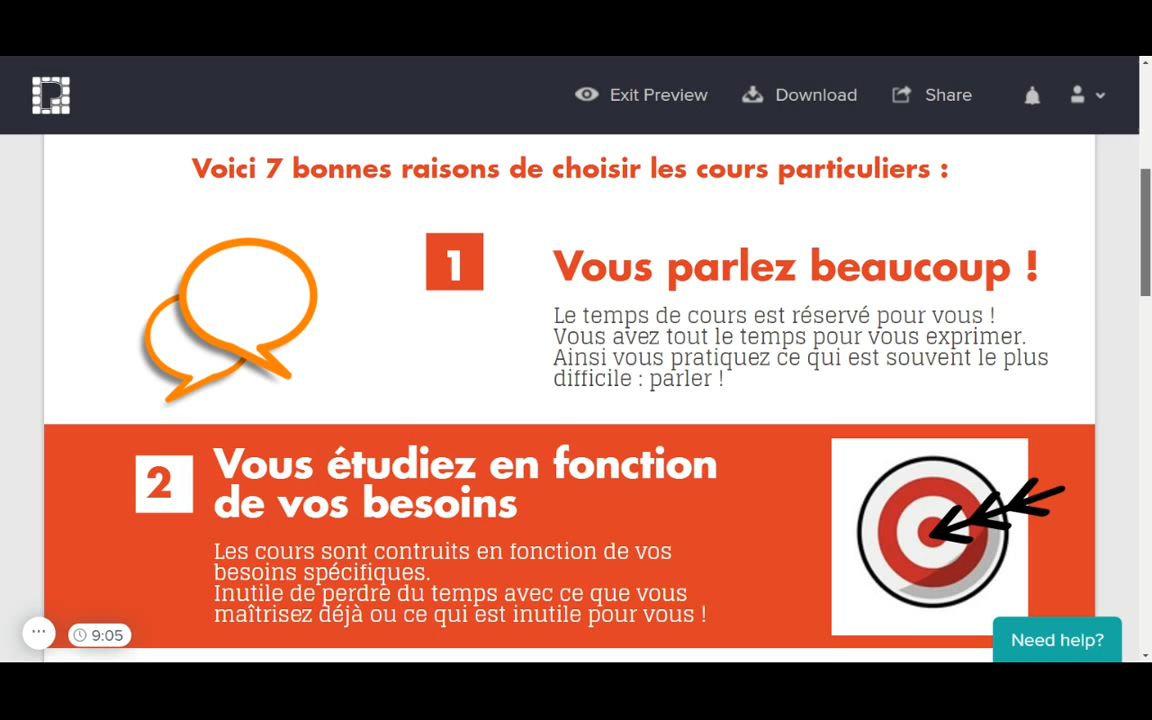 Exit Preview
Download
Share
Voici 7 bonnes raisons de choisir les cours particuliers :
1
Vous parlez beaucoup !
Le temps de cours est réservé pour vous !
Vous avez tout le temps pour vous exprimer.
Ainsi vous pratiquez ce qui est souvent le plus
difficile : parler !
2
Vous étudiez en fonction
de vos besoins
Les cours sont contruits en fonction de vos
besoins spécifiques.
Inutile de perdre du temps avec ce que vous
maîtrisez déjà ou ce qui est inutile pour vous !
9:05
Need help?